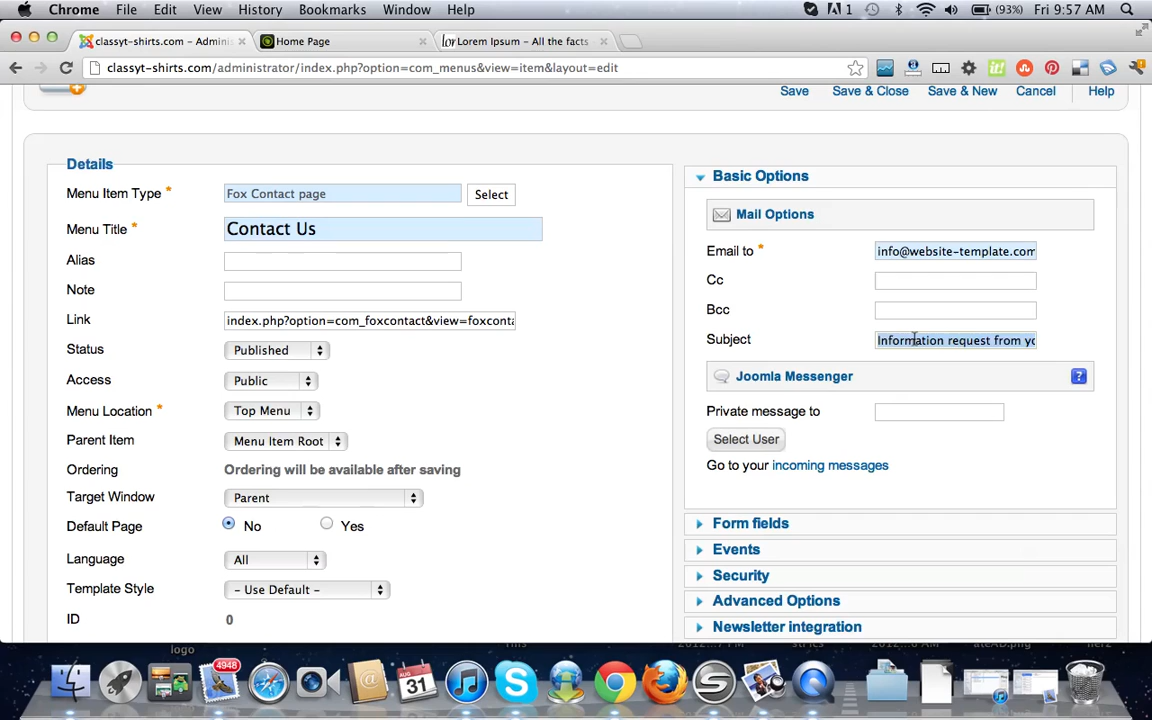 Chrome File Edit View History Bookmarks Window Help 1 (93%) Fri 9:57 AM
classyt-shirts.com - Adminis Home Page Lorem Ipsum - All the facts
classyt-shirts.com/administrator/index.php?option=com_menus&view=item&layout=edit
Save Save & Close Save & New Cancel Help
Details
Menu Item Type * Fox Contact page Select
Menu Title * Contact Us
Alias
Note
Link index.php?option=com_foxcontact&view=foxconta
Status Published
Access Public
Menu Location * Top Menu
Parent Item Menu Item Root
Ordering Ordering will be available after saving
Target Window Parent
Default Page No Yes
Language All
Template Style - Use Default -
ID 0
Basic Options
Mail Options
Email to * info@website-template.com
Cc
Bcc
Subject Information request from yo
Joomla Messenger ?
Private message to
Select User
Go to your incoming messages
Form fields
Events
Security
Advanced Options
Newsletter integration
logo
4948
31